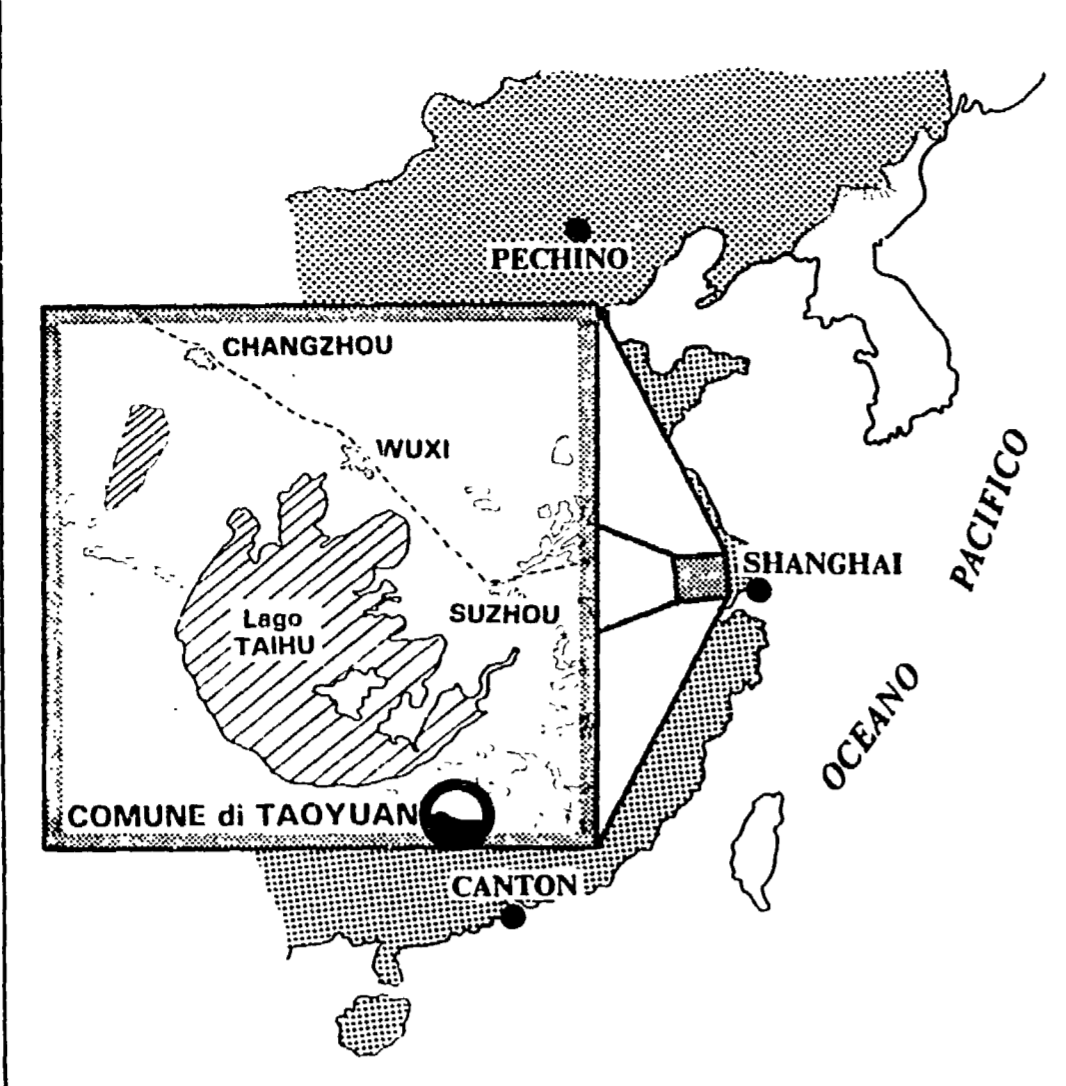 PECHINO
CHANGZHOU
WUXI
SHANGHAI
SUZHOU
Lago
TAIHU
COMUNE di TAOYUAN
CANTON
OCEANO PACIFICO